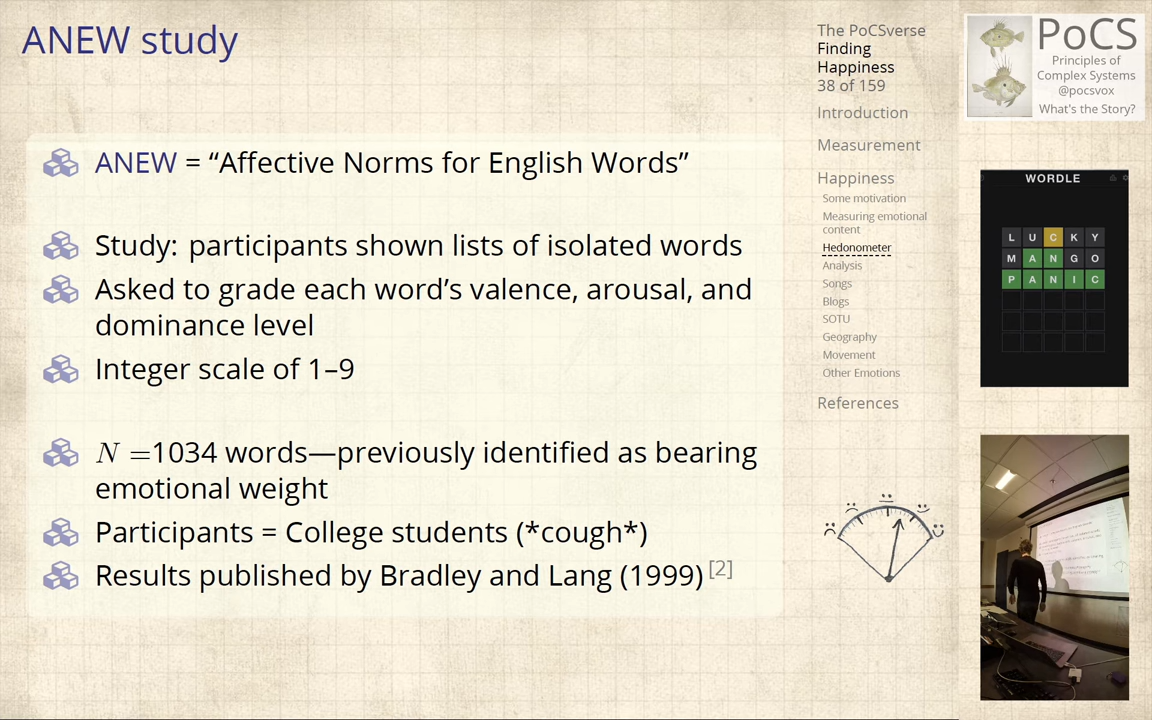 ANEW study
ANEW = “Affective Norms for English Words”
Study: participants shown lists of isolated words
Asked to grade each word’s valence, arousal, and
dominance level
Integer scale of 1–9
N =1034 words—previously identified as bearing
emotional weight
Participants = College students (*cough*)
Results published by Bradley and Lang (1999) [2]
The PoCSverse
Finding
Happiness
38 of 159
Introduction
Measurement
Happiness
Some motivation
Measuring emotional
content
Hedonometer
Analysis
Songs
Blogs
SOTU
Geography
Movement
Other Emotions
References
PoCS
Principles of
Complex Systems
@pocsvox
What's the Story?
WORDLE
L U C K Y
M A N G O
P A N I C